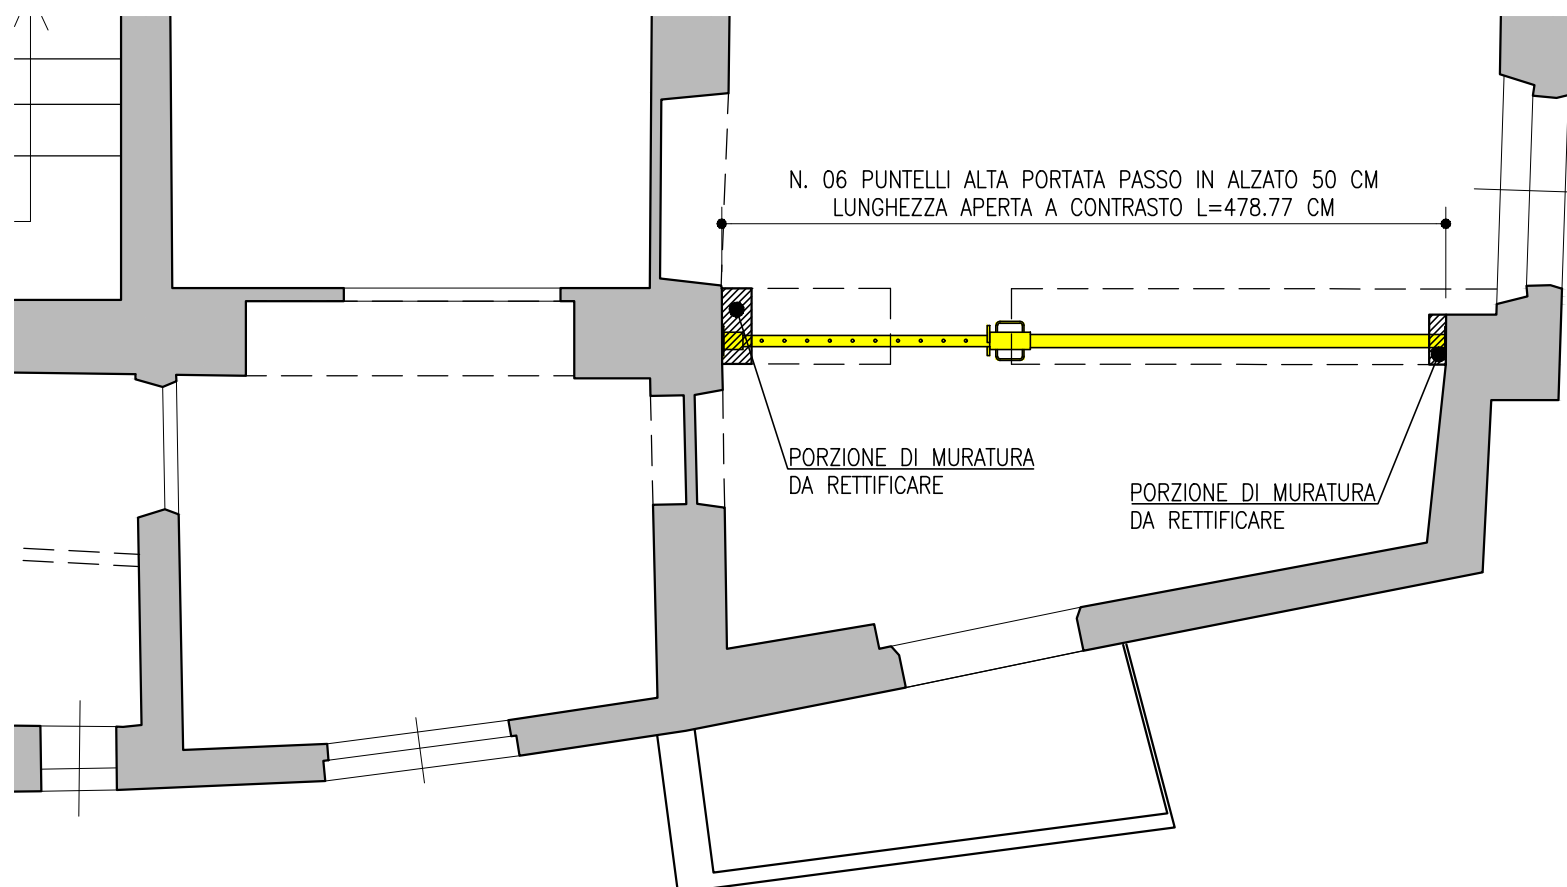 N. 06 PUNTELLI ALTA PORTATA PASSO IN ALZATO 50 CM
LUNGHEZZA APERTA A CONTRASTO L=478.77 CM
PORZIONE DI MURATURA
DA RETTIFICARE
PORZIONE DI MURATURA
DA RETTIFICARE